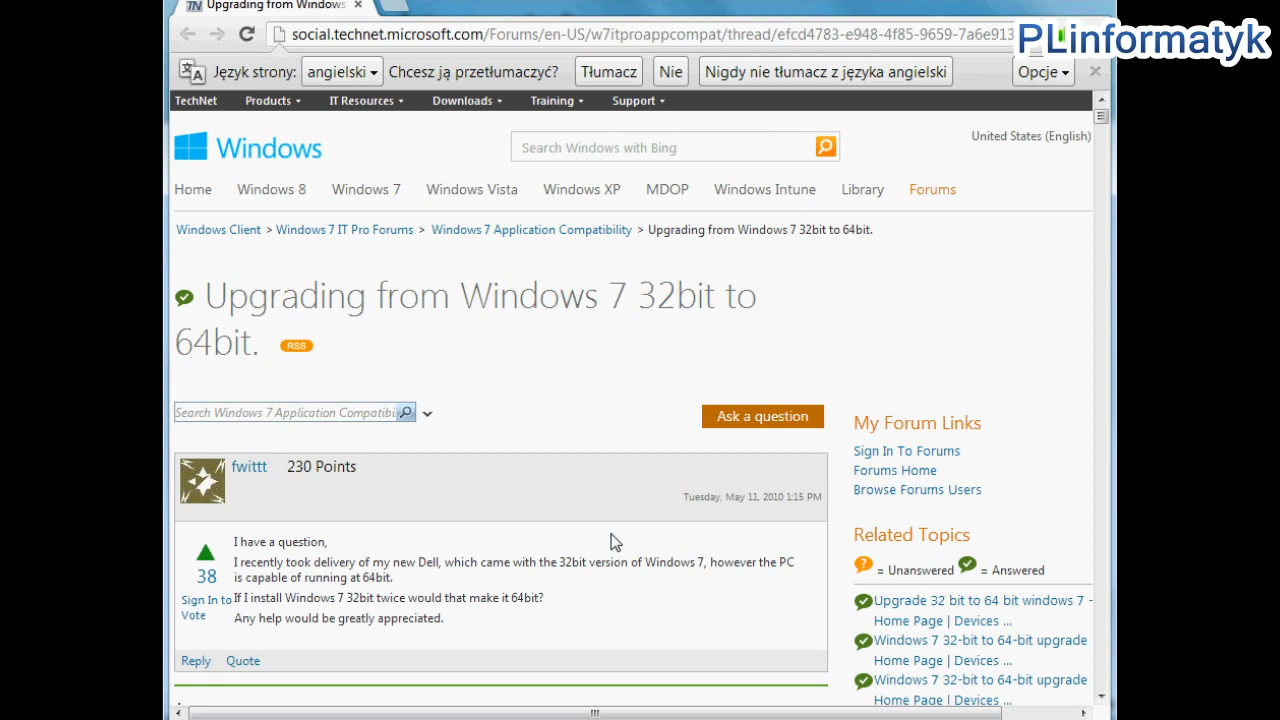 Upgrading from Windows
social.technet.microsoft.com/Forums/en-US/w7itproappcompat/thread/efcd4783-e948-4f85-9659-7a6e913
PLinformatyk
Język strony: angielski Chcesz ją przetłumaczyć? Tłumacz Nie Nigdy nie tłumacz z języka angielski Opcje
TechNet Products IT Resources Downloads Training Support
United States (English)
Windows Search Windows with Bing
Home Windows 8 Windows 7 Windows Vista Windows XP MDOP Windows Intune Library Forums
Windows Client > Windows 7 IT Pro Forums > Windows 7 Application Compatibility > Upgrading from Windows 7 32bit to 64bit.
Upgrading from Windows 7 32bit to
64bit. RSS
Search Windows 7 Application Compatibi
Ask a question
fwittt 230 Points
Tuesday, May 11, 2010 1:15 PM
I have a question,
I recently took delivery of my new Dell, which came with the 32bit version of Windows 7, however the PC
is capable of running at 64bit.
If I install Windows 7 32bit twice would that make it 64bit?
Any help would be greatly appreciated.
38
Sign In to
Vote
Reply Quote
My Forum Links
Sign In To Forums
Forums Home
Browse Forums Users
Related Topics
? = Unanswered = Answered
Upgrade 32 bit to 64 bit windows 7 -
Home Page | Devices ...
Windows 7 32-bit to 64-bit upgrade
Home Page | Devices ...
Windows 7 32-bit to 64-bit upgrade
Home Page | Devices ...